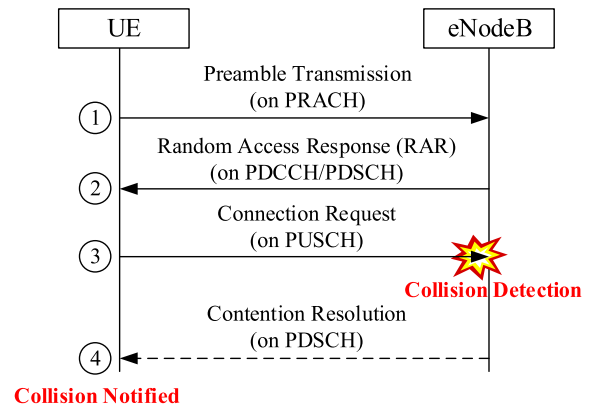 UE
eNodeB
Preamble Transmission
(on PRACH)
1
Random Access Response (RAR)
(on PDCCH/PDSCH)
2
Connection Request
(on PUSCH)
3
Collision Detection
Contention Resolution
(on PDSCH)
4
Collision Notified